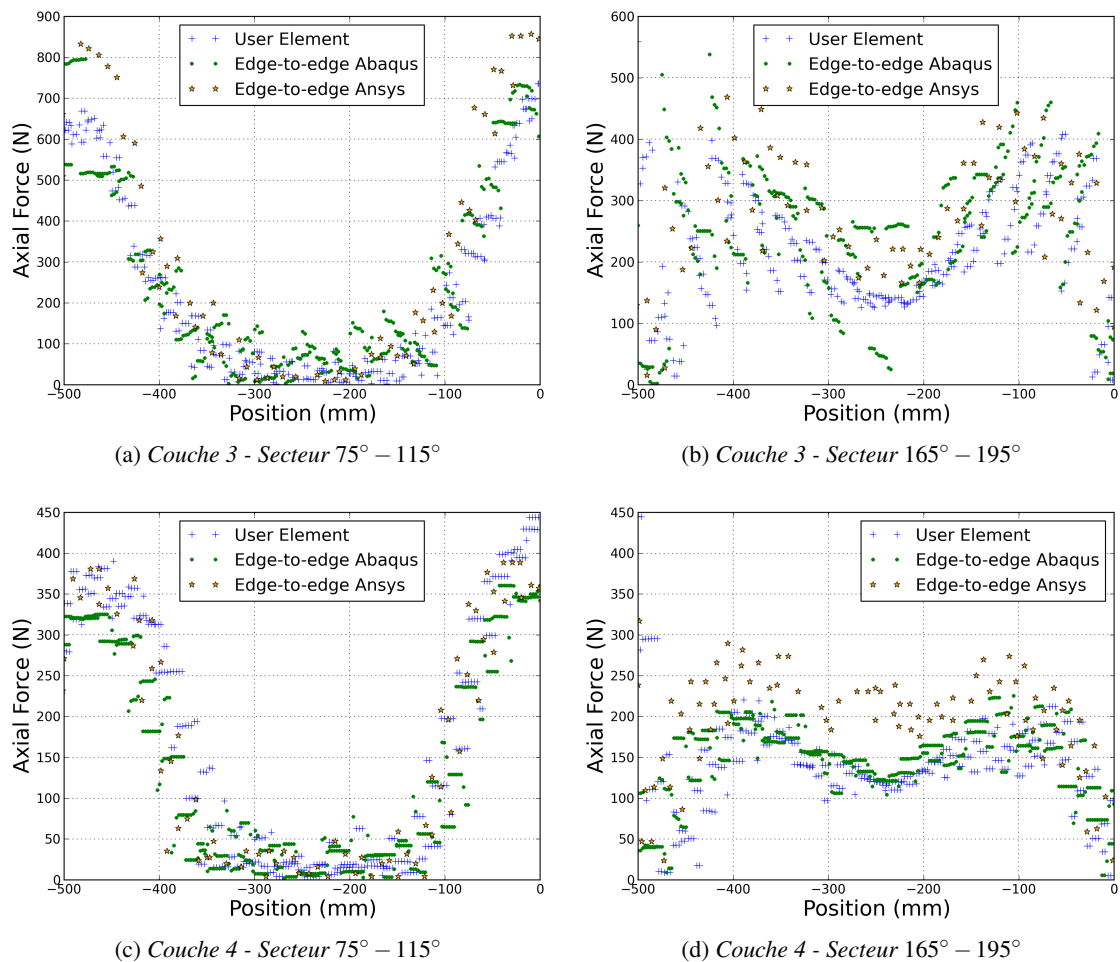 900
800
700
600
500
400
300
200
100
0
Axial Force (N)
User Element
Edge-to-edge Abaqus
Edge-to-edge Ansys
−500 −400 −300 −200 −100 0
Position (mm)
(a) Couche 3 - Secteur 75° − 115°
600
500
400
300
200
100
0
Axial Force (N)
User Element
Edge-to-edge Abaqus
Edge-to-edge Ansys
−500 −400 −300 −200 −100 0
Position (mm)
(b) Couche 3 - Secteur 165° − 195°
450
400
350
300
250
200
150
100
50
0
Axial Force (N)
User Element
Edge-to-edge Abaqus
Edge-to-edge Ansys
−500 −400 −300 −200 −100 0
Position (mm)
(c) Couche 4 - Secteur 75° − 115°
450
400
350
300
250
200
150
100
50
0
Axial Force (N)
User Element
Edge-to-edge Abaqus
Edge-to-edge Ansys
−500 −400 −300 −200 −100 0
Position (mm)
(d) Couche 4 - Secteur 165° − 195°